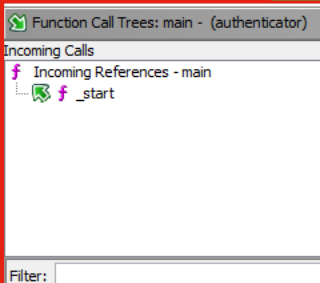 Function Call Trees: main - (authenticator)
Incoming Calls
f Incoming References - main
f _start
Filter: